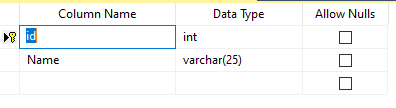 Column Name Data Type Allow Nulls
id int
Name varchar(25)